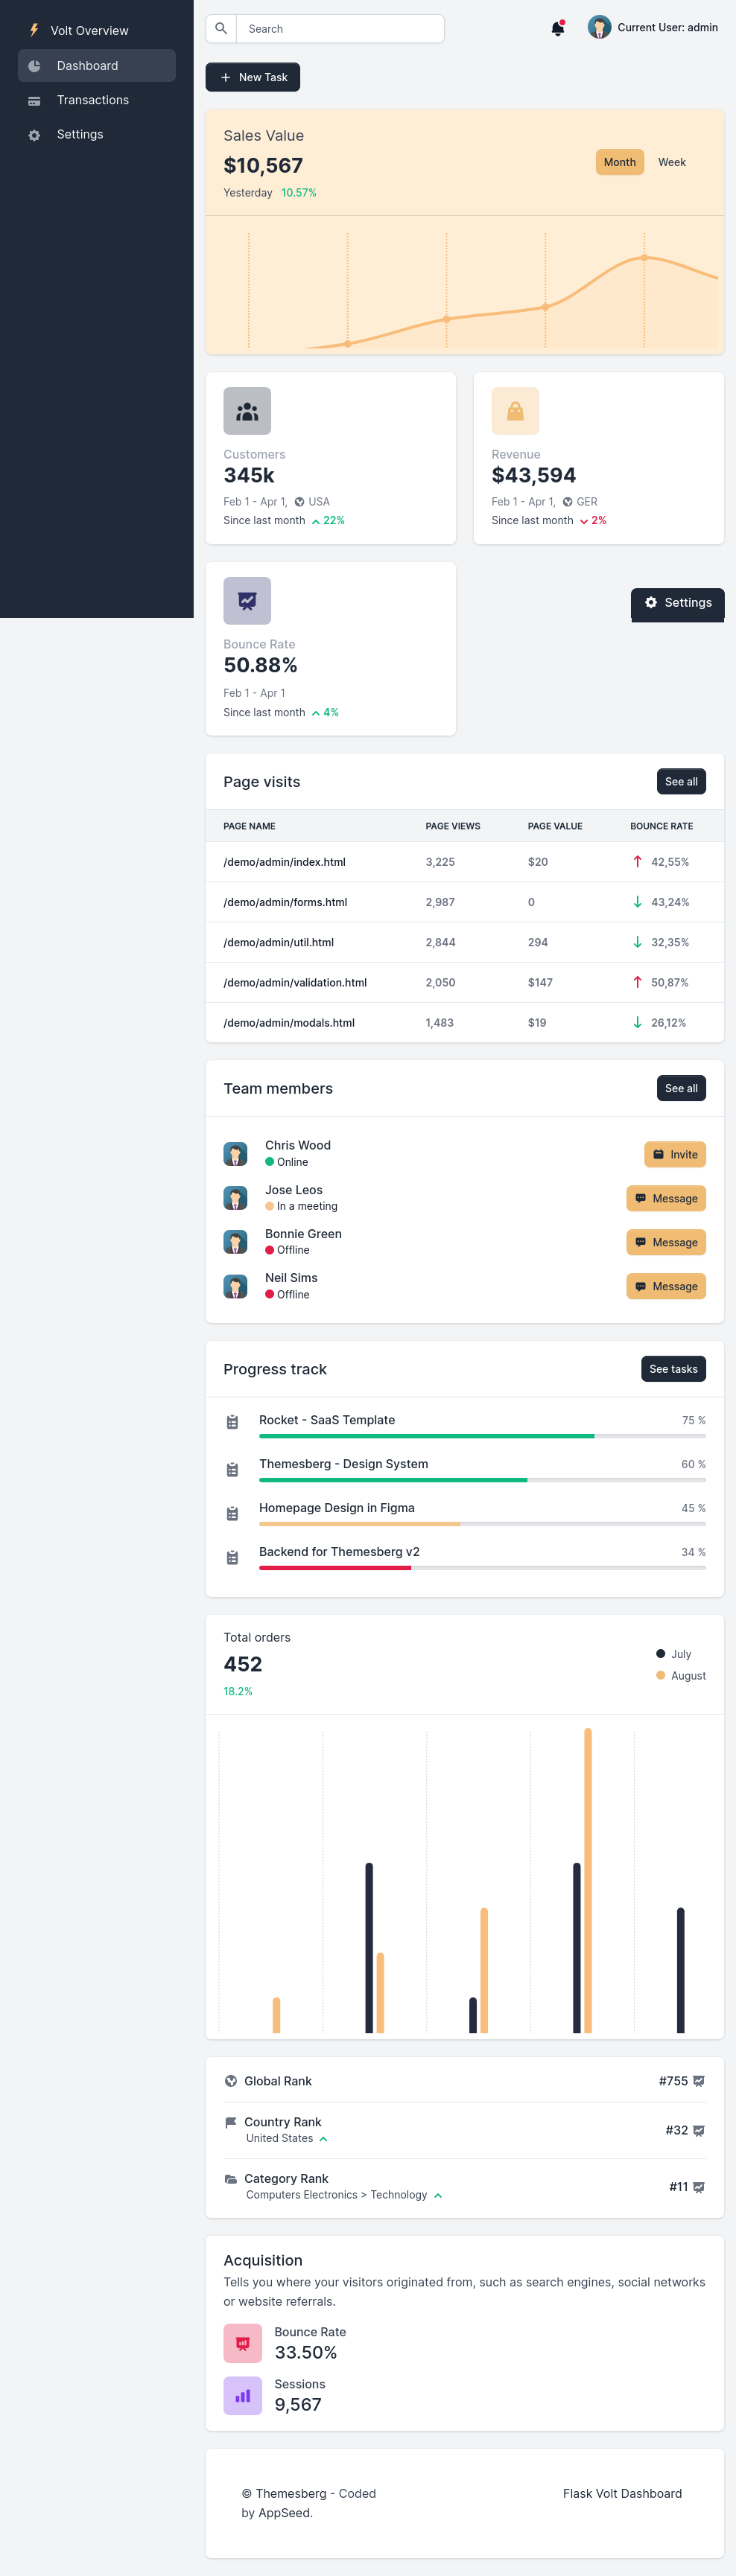 Volt Overview
Dashboard
Transactions
Settings
Search
Current User: admin
New Task
Sales Value
$10,567
Yesterday 10.57%
Month Week
Customers
345k
Feb 1 - Apr 1, USA
Since last month 22%
Revenue
$43,594
Feb 1 - Apr 1, GER
Since last month 2%
Bounce Rate
50.88%
Feb 1 - Apr 1
Since last month 4%
Settings
Page visits
See all
PAGE NAME PAGE VIEWS PAGE VALUE BOUNCE RATE
/demo/admin/index.html 3,225 $20 42,55%
/demo/admin/forms.html 2,987 0 43,24%
/demo/admin/util.html 2,844 294 32,35%
/demo/admin/validation.html 2,050 $147 50,87%
/demo/admin/modals.html 1,483 $19 26,12%
Team members
See all
Chris Wood
Online
Invite
Jose Leos
In a meeting
Message
Bonnie Green
Offline
Message
Neil Sims
Offline
Message
Progress track
See tasks
Rocket - SaaS Template 75 %
Themesberg - Design System 60 %
Homepage Design in Figma 45 %
Backend for Themesberg v2 34 %
Total orders
452
18.2%
July
August
Global Rank #755
Country Rank
United States
#32
Category Rank
Computers Electronics > Technology
#11
Acquisition
Tells you where your visitors originated from, such as search engines, social networks
or website referrals.
Bounce Rate
33.50%
Sessions
9,567
© Themesberg - Coded
by AppSeed.
Flask Volt Dashboard